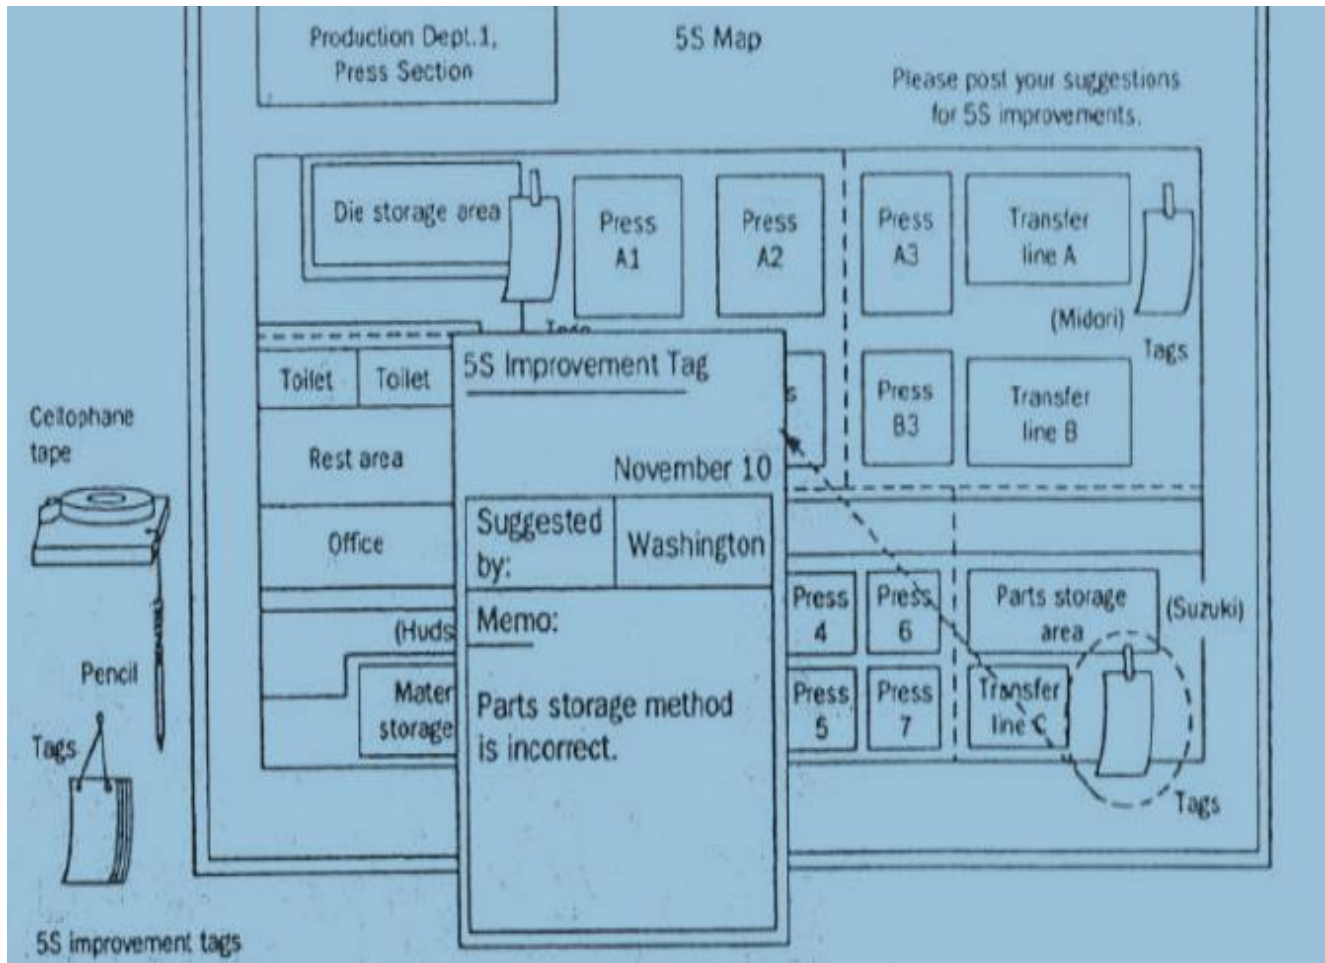 Production Dept.1,
Press Section
5S Map
Please post your suggestions
for 5S improvements.
Die storage area
Press
A1
Press
A2
Press
A3
Transfer
line A
(Midori)
Tags
Toilet
Toilet
5S Improvement Tag
s
Press
B3
Transfer
line B
Cellophane
tape
Rest area
November 10
Office
Suggested
by:
Washington
(Huds
Memo:
Press
4
Press
6
Parts storage
area
(Suzuki)
Pencil
Mater
storage
Parts storage method
is incorrect.
Press
5
Press
7
Transfer
line C
Tags
Tags
5S improvement tags